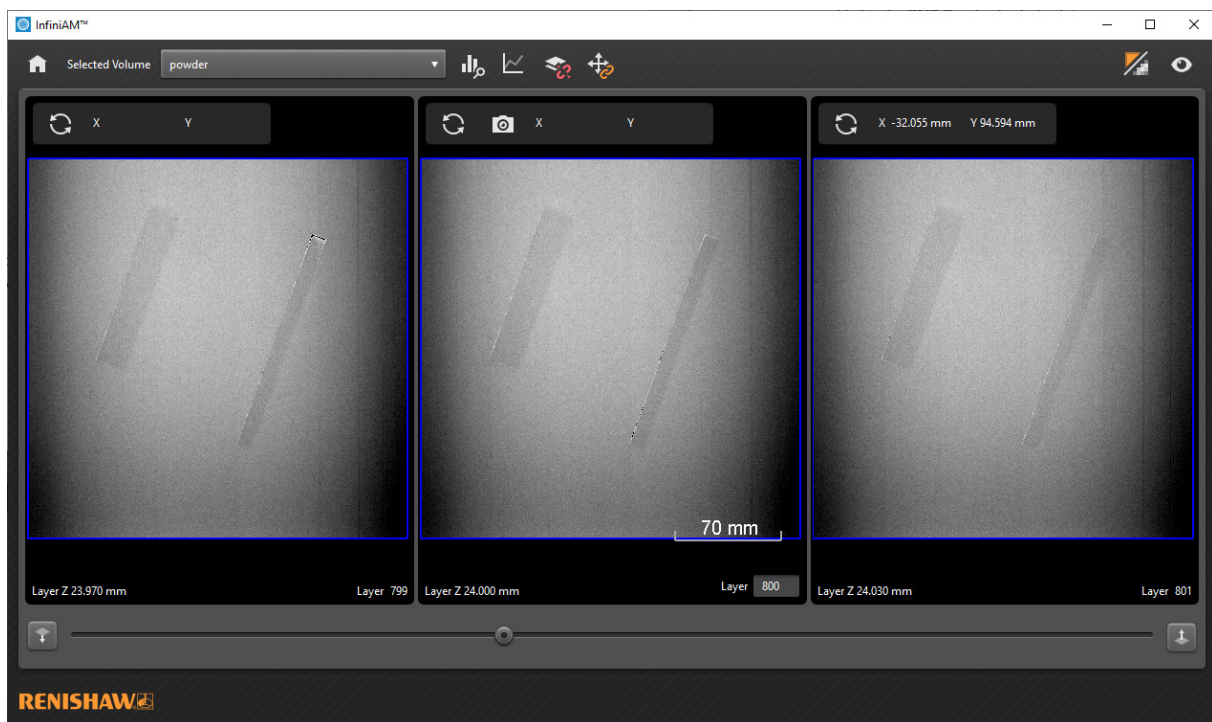 InfiniAM™
Selected Volume powder
X Y
X Y
X -32.055 mm Y 94.594 mm
70 mm
Layer Z 23.970 mm Layer 799
Layer Z 24.000 mm Layer 800
Layer Z 24.030 mm Layer 801
RENISHAW